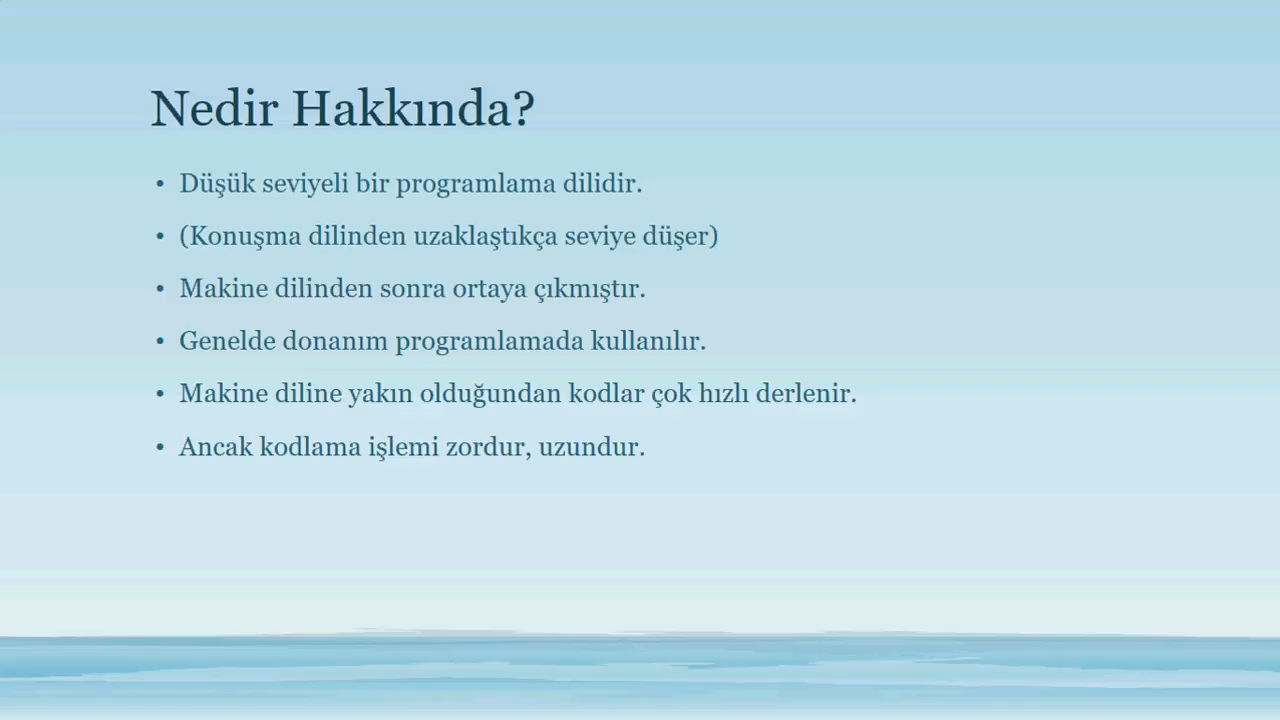 Nedir Hakkında?
• Düşük seviyeli bir programlama dilidir.
• (Konuşma dilinden uzaklaştıkça seviye düşer)
• Makine dilinden sonra ortaya çıkmıştır.
• Genelde donanım programlamada kullanılır.
• Makine diline yakın olduğundan kodlar çok hızlı derlenir.
• Ancak kodlama işlemi zordur, uzundur.